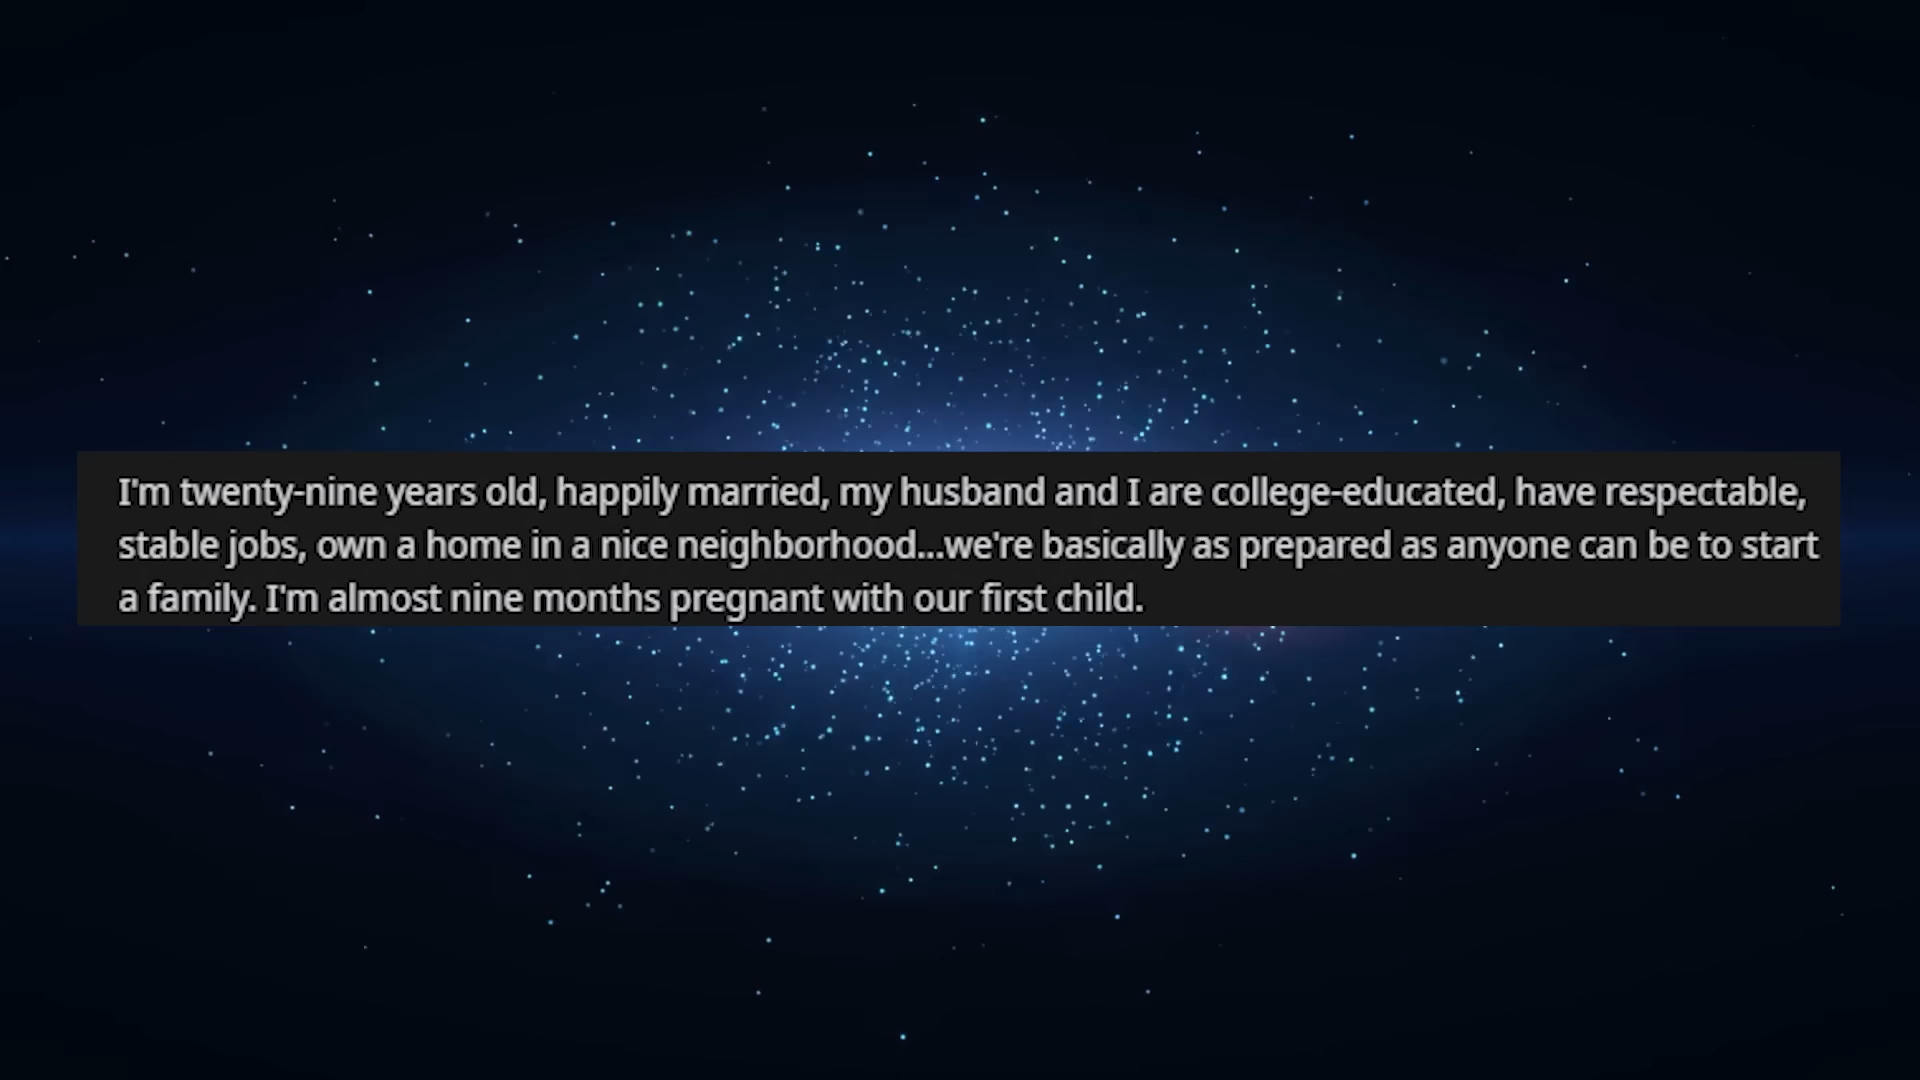 I'm twenty-nine years old, happily married, my husband and I are college-educated, have respectable,
stable jobs, own a home in a nice neighborhood...we're basically as prepared as anyone can be to start
a family. I'm almost nine months pregnant with our first child.